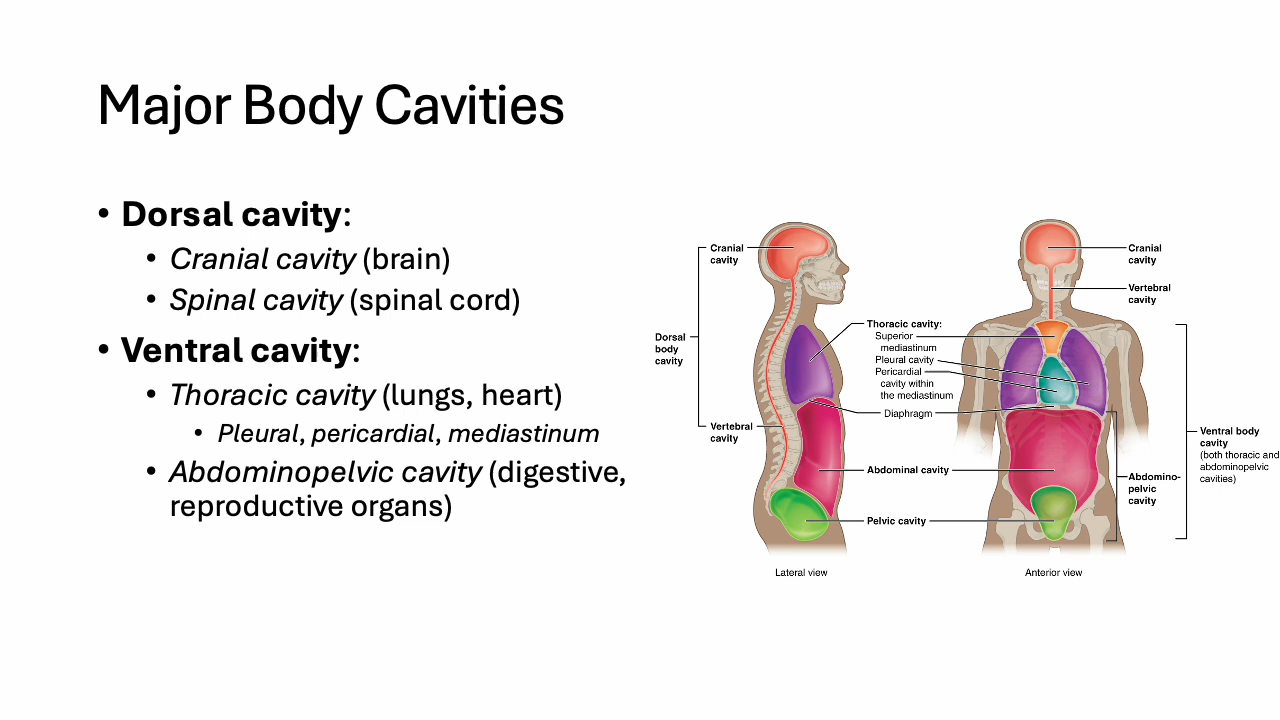 Major Body Cavities
• Dorsal cavity:
• Cranial cavity (brain)
• Spinal cavity (spinal cord)
• Ventral cavity:
• Thoracic cavity (lungs, heart)
• Pleural, pericardial, mediastinum
• Abdominopelvic cavity (digestive,
reproductive organs)
Cranial
cavity
Dorsal
body
cavity
Vertebral
cavity
Thoracic cavity:
Superior
mediastinum
Pleural cavity
Pericardial
cavity within
the mediastinum
Diaphragm
Abdominal cavity
Pelvic cavity
Cranial
cavity
Vertebral
cavity
Abdomino-
pelvic
cavity
Ventral body
cavity
(both thoracic and
abdominopelvic
cavities)
Lateral view
Anterior view